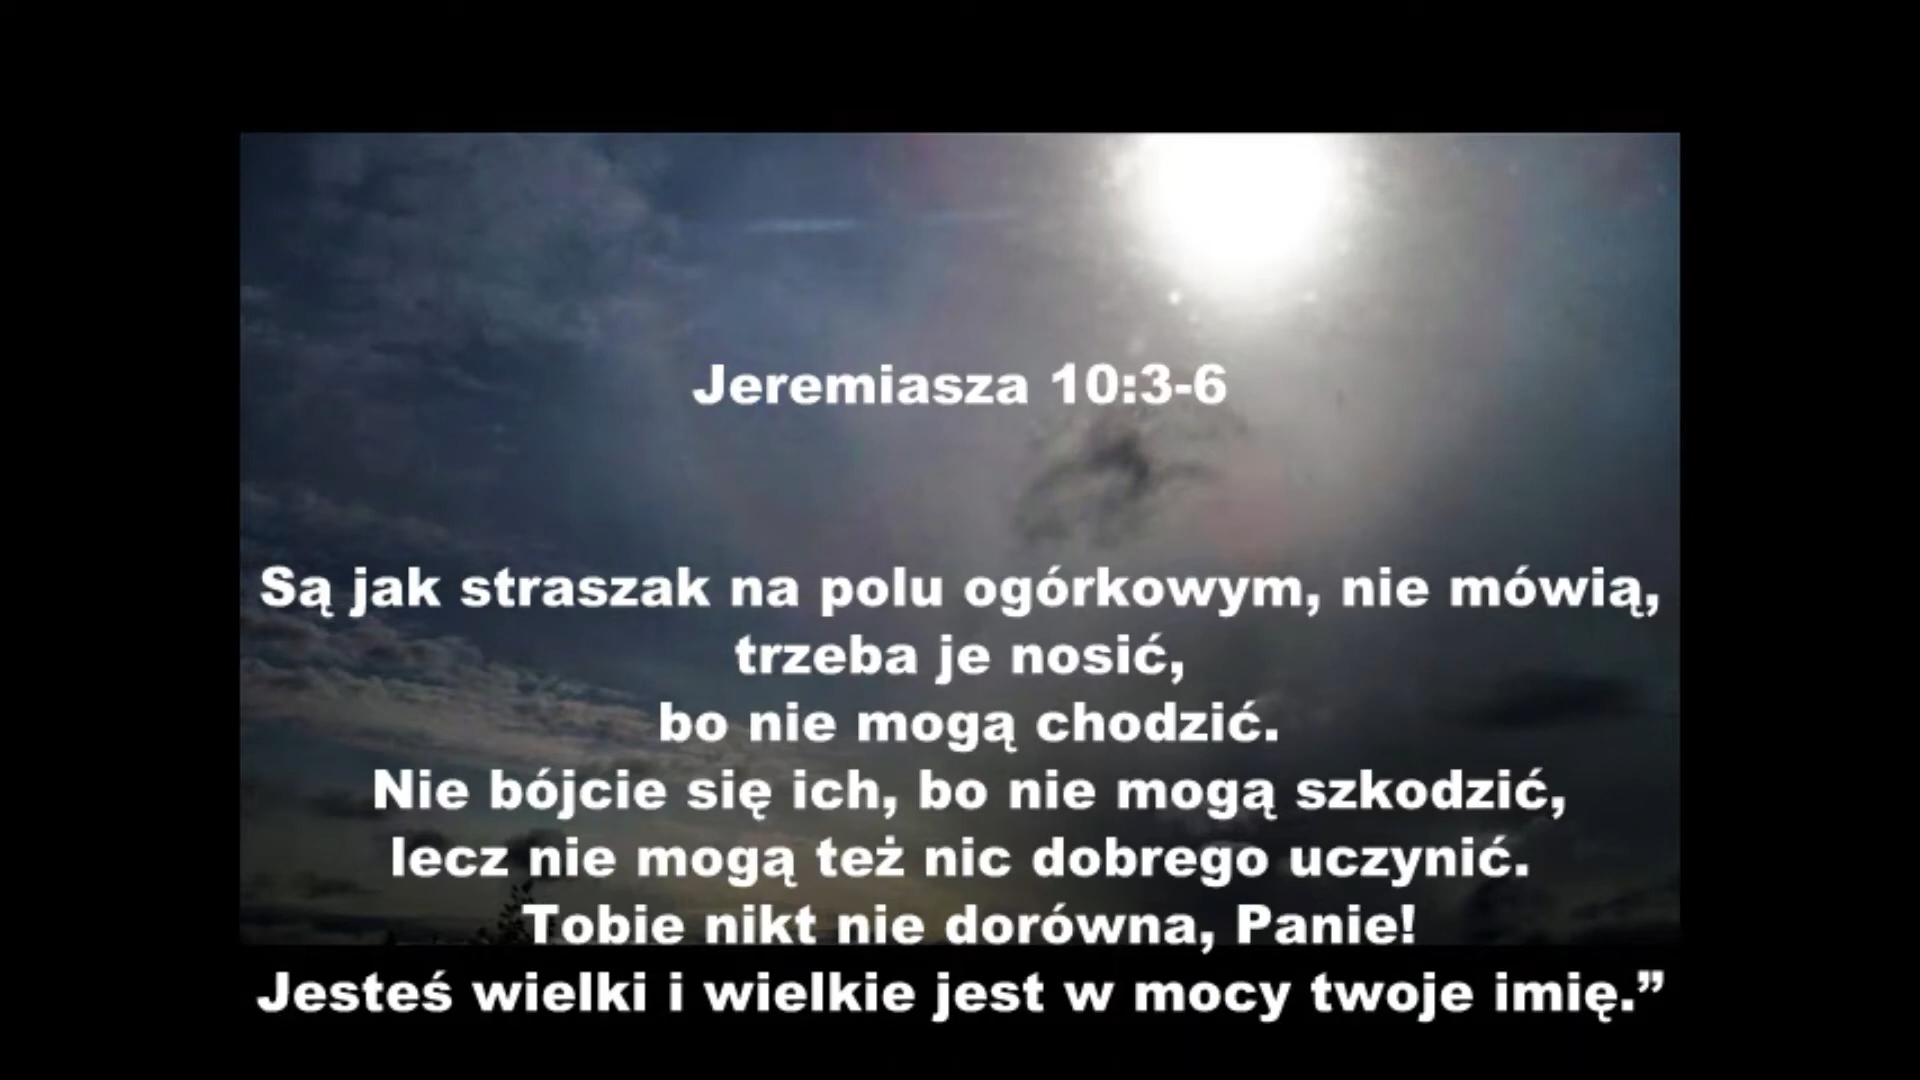 Jeremiasza 10:3-6
Są jak straszak na polu ogórkowym, nie mówią,
trzeba je nosić,
bo nie mogą chodzić.
Nie bójcie się ich, bo nie mogą szkodzić,
lecz nie mogą też nic dobrego uczynić.
Tobie nikt nie dorówna, Panie!
Jesteś wielki i wielkie jest w mocy twoje imię.”